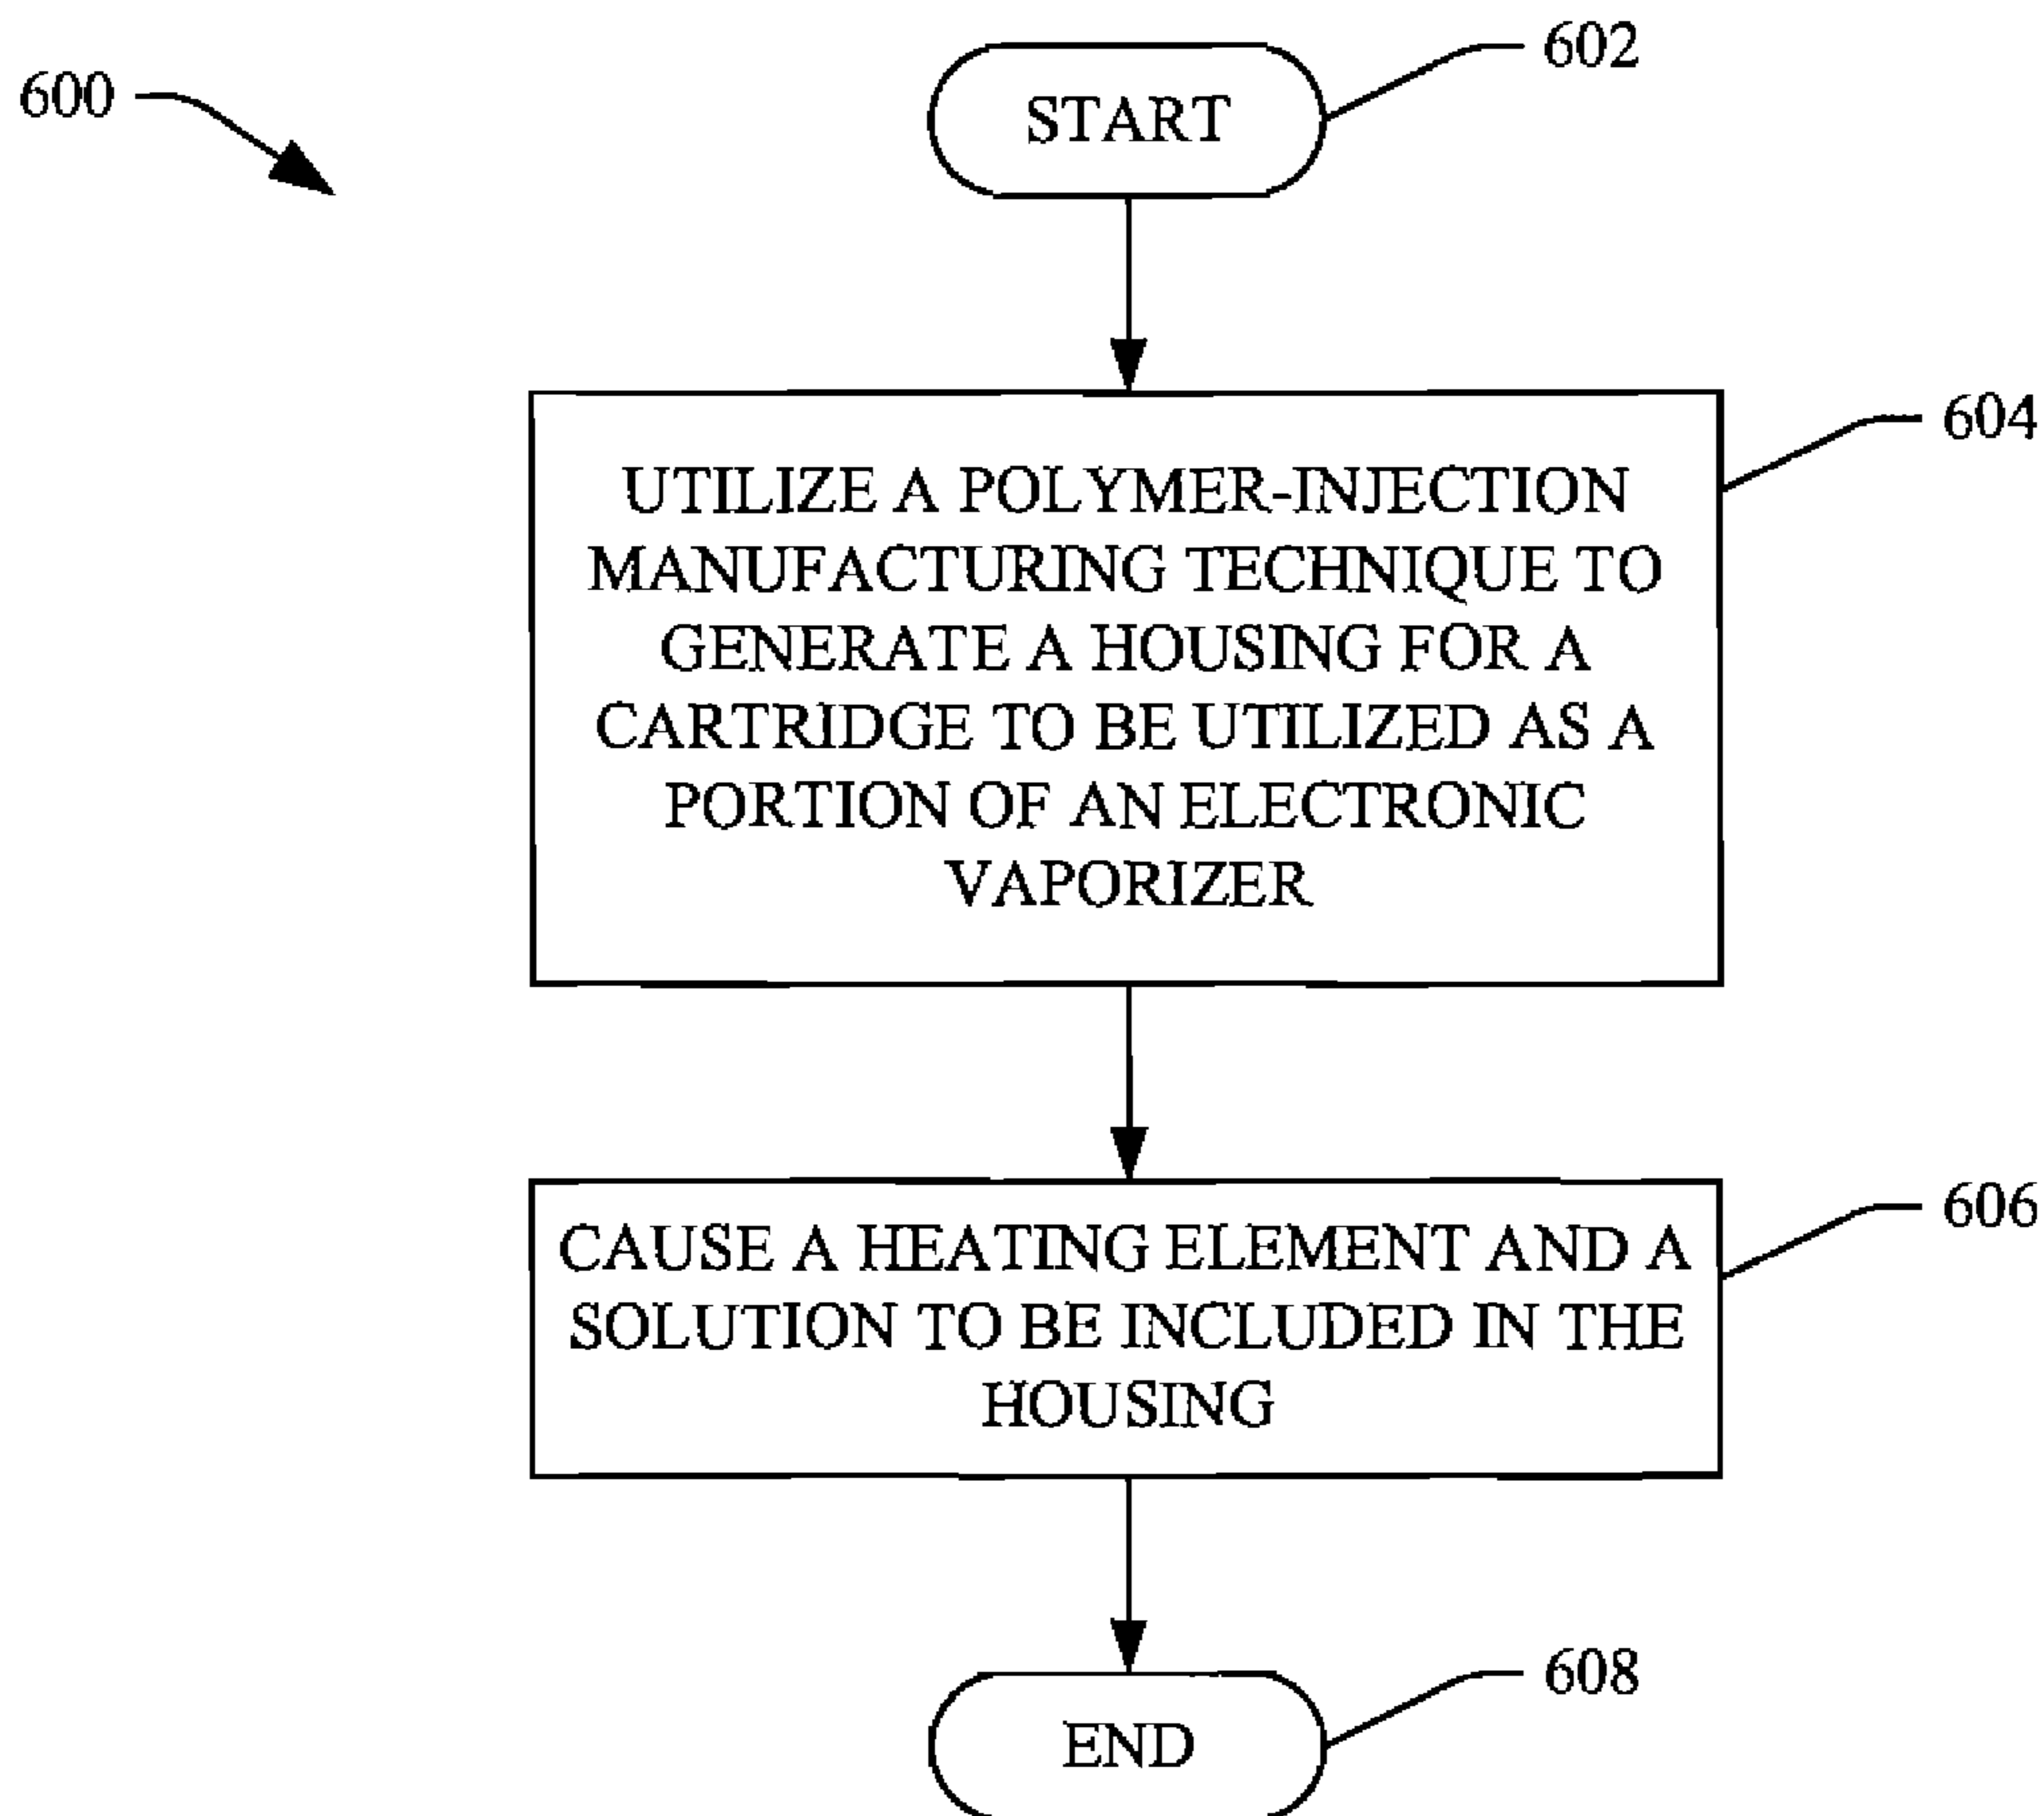 600
START
602
UTILIZE A POLYMER-INJECTION
MANUFACTURING TECHNIQUE TO
GENERATE A HOUSING FOR A
CARTRIDGE TO BE UTILIZED AS A
PORTION OF AN ELECTRONIC
VAPORIZER
604
CAUSE A HEATING ELEMENT AND A
SOLUTION TO BE INCLUDED IN THE
HOUSING
606
END
608